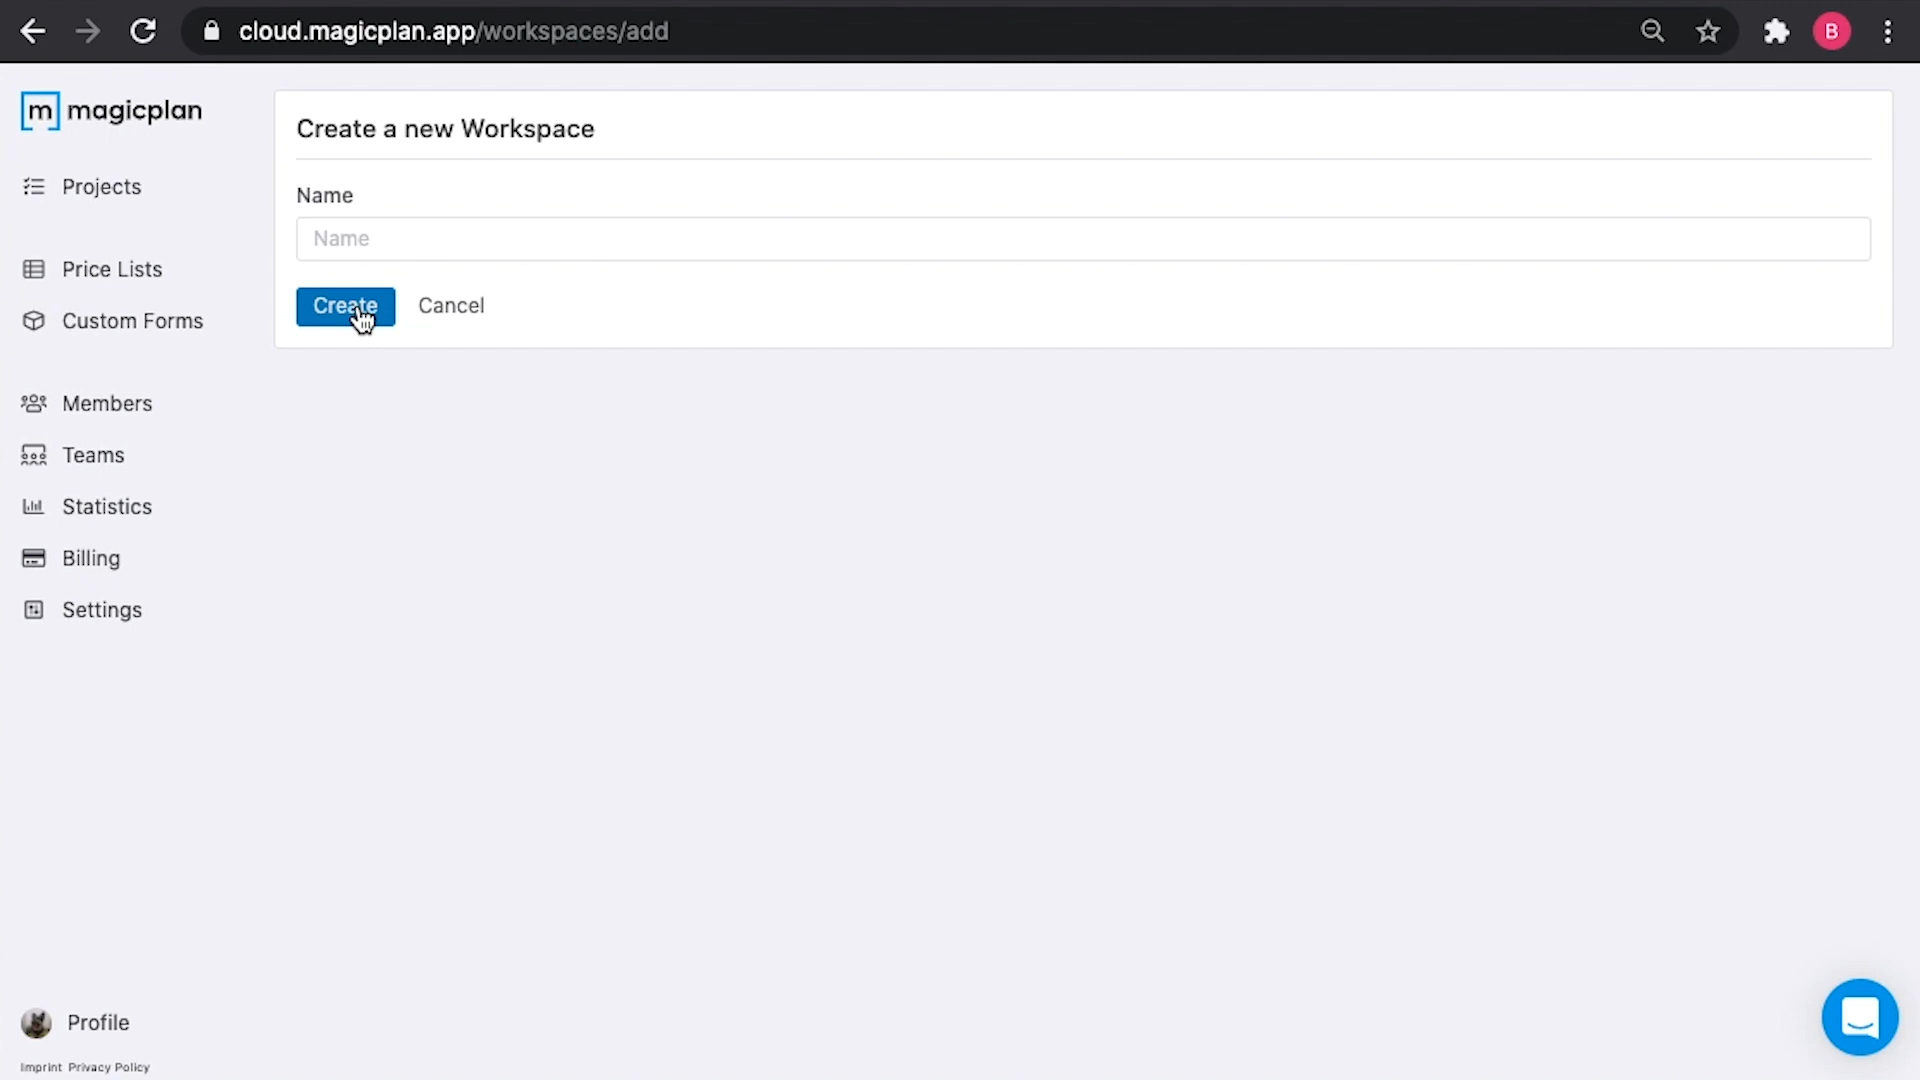 cloud.magicplan.app/workspaces/add
B
m magicplan
Projects
Price Lists
Custom Forms
Members
Teams
Statistics
Billing
Settings
Profile
Imprint Privacy Policy
Create a new Workspace
Name
Name
Create Cancel